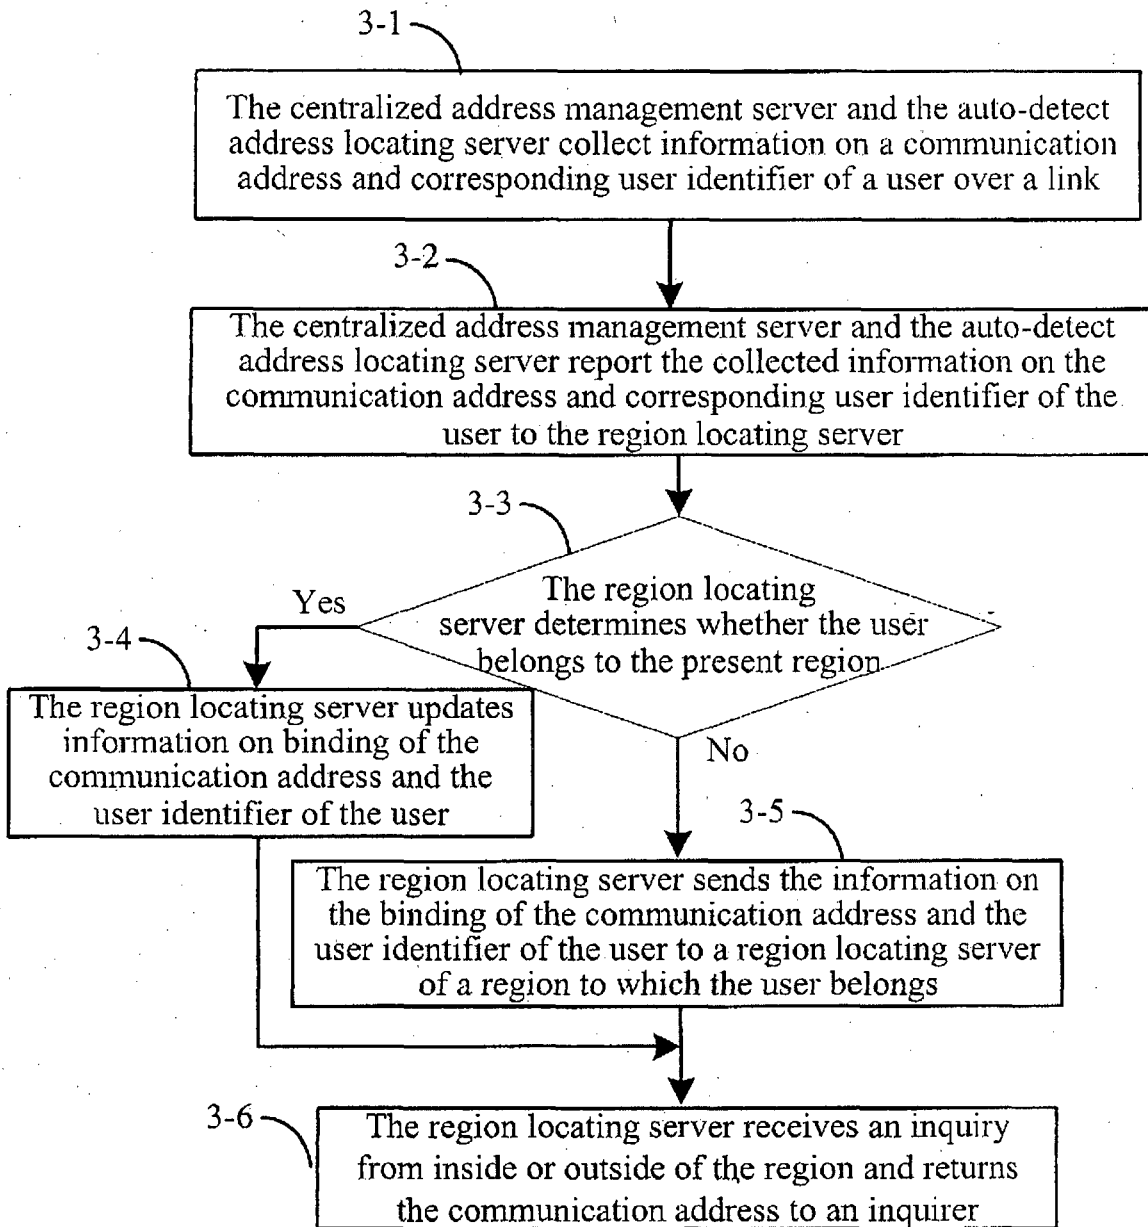 3-1
The centralized address management server and the auto-detect
address locating server collect information on a communication
address and corresponding user identifier of a user over a link
3-2
The centralized address management server and the auto-detect
address locating server report the collected information on the
communication address and corresponding user identifier of the
user to the region locating server
3-3
The region locating
server determines whether the user
belongs to the present region
Yes
3-4
The region locating server updates
information on binding of the
communication address and the
user identifier of the user
No
3-5
The region locating server sends the information on
the binding of the communication address and the
user identifier of the user to a region locating server
of a region to which the user belongs
3-6
The region locating server receives an inquiry
from inside or outside of the region and returns
the communication address to an inquirer